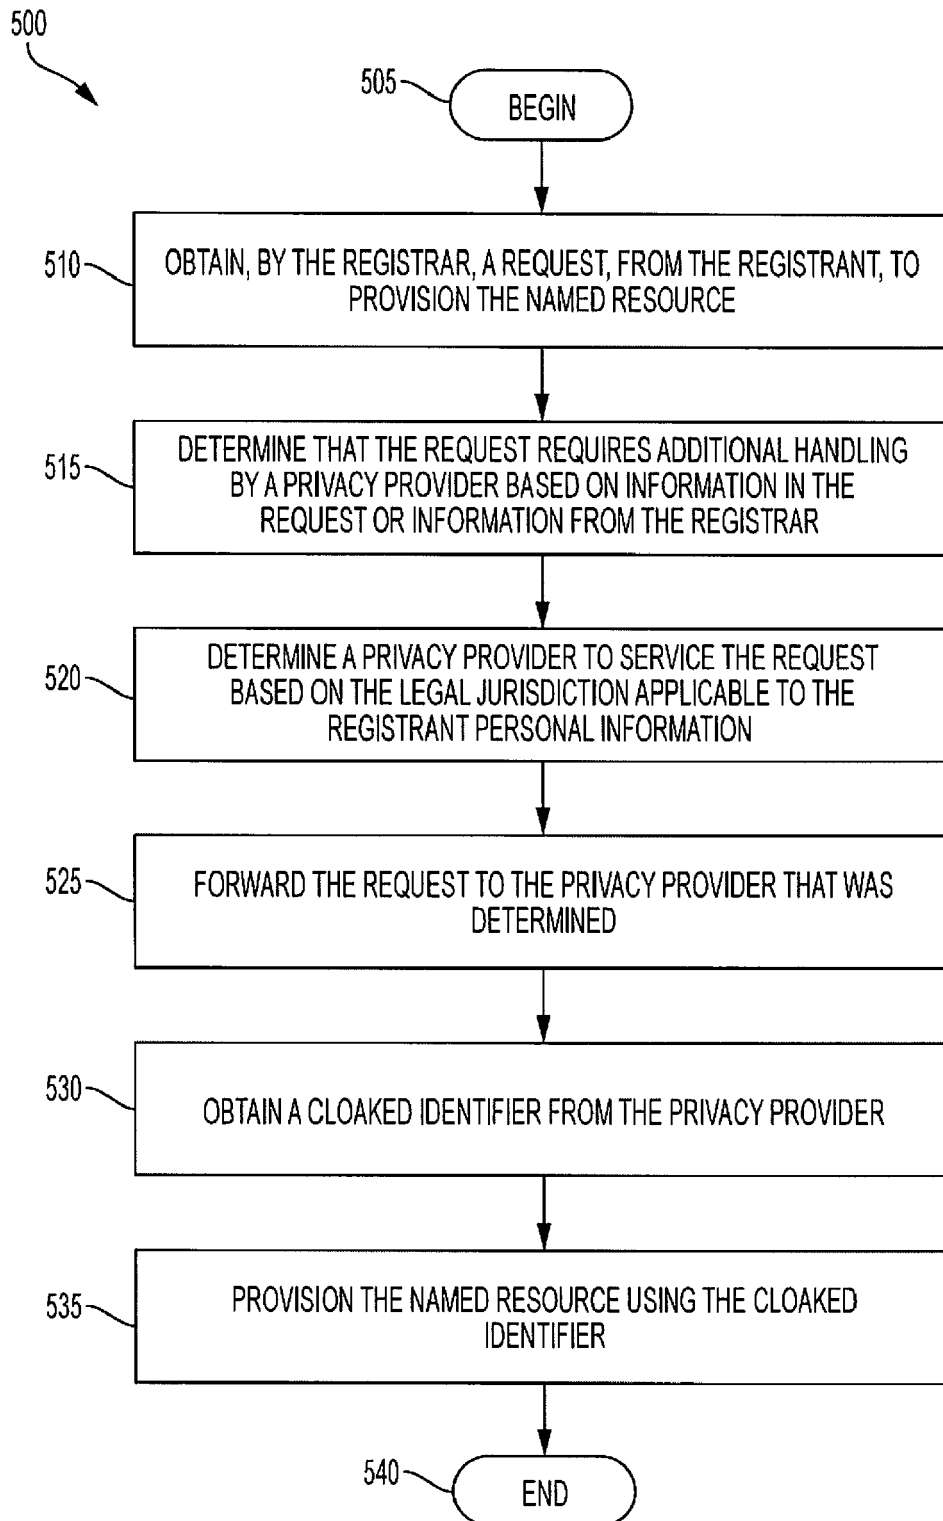 500
505
BEGIN
510
OBTAIN, BY THE REGISTRAR, A REQUEST, FROM THE REGISTRANT, TO
PROVISION THE NAMED RESOURCE
515
DETERMINE THAT THE REQUEST REQUIRES ADDITIONAL HANDLING
BY A PRIVACY PROVIDER BASED ON INFORMATION IN THE
REQUEST OR INFORMATION FROM THE REGISTRAR
520
DETERMINE A PRIVACY PROVIDER TO SERVICE THE REQUEST
BASED ON THE LEGAL JURISDICTION APPLICABLE TO THE
REGISTRANT PERSONAL INFORMATION
525
FORWARD THE REQUEST TO THE PRIVACY PROVIDER THAT WAS
DETERMINED
530
OBTAIN A CLOAKED IDENTIFIER FROM THE PRIVACY PROVIDER
535
PROVISION THE NAMED RESOURCE USING THE CLOAKED
IDENTIFIER
540
END